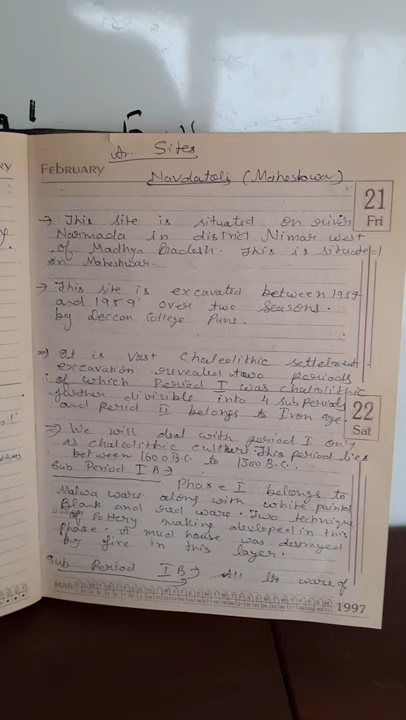 Ar. Sites
FEBRUARY
Navdatoli (Maheshwar)
21
Fri
→ This site is situated on river
Narmada in district Nimar west
of Madhya Pradesh. This is situated
on Maheshwar.
→ This site is excavated between 1957
and 1959 over two seasons.
by Deccan College Pune.
⇒ It is vast Chalcolithic settelment
excavation revealed two periods
of which Period I was chalcolithic
further divisible into 4 sub periods
and period II belongs to Iron age.
22
Sat
⇒ We will deal with period I only
as chalcolithic culture. This period lies
between 1600 B.C. to 1500 B.C.
Sub Period I A →
Phase I belongs to
Malwa ware along with white painted
Black and red ware. Two technique
of Pottery making developed in this
phase. A mud house was destroyed
by fire in this layer.
Sub Period I B → All the ware of
MAR
1997